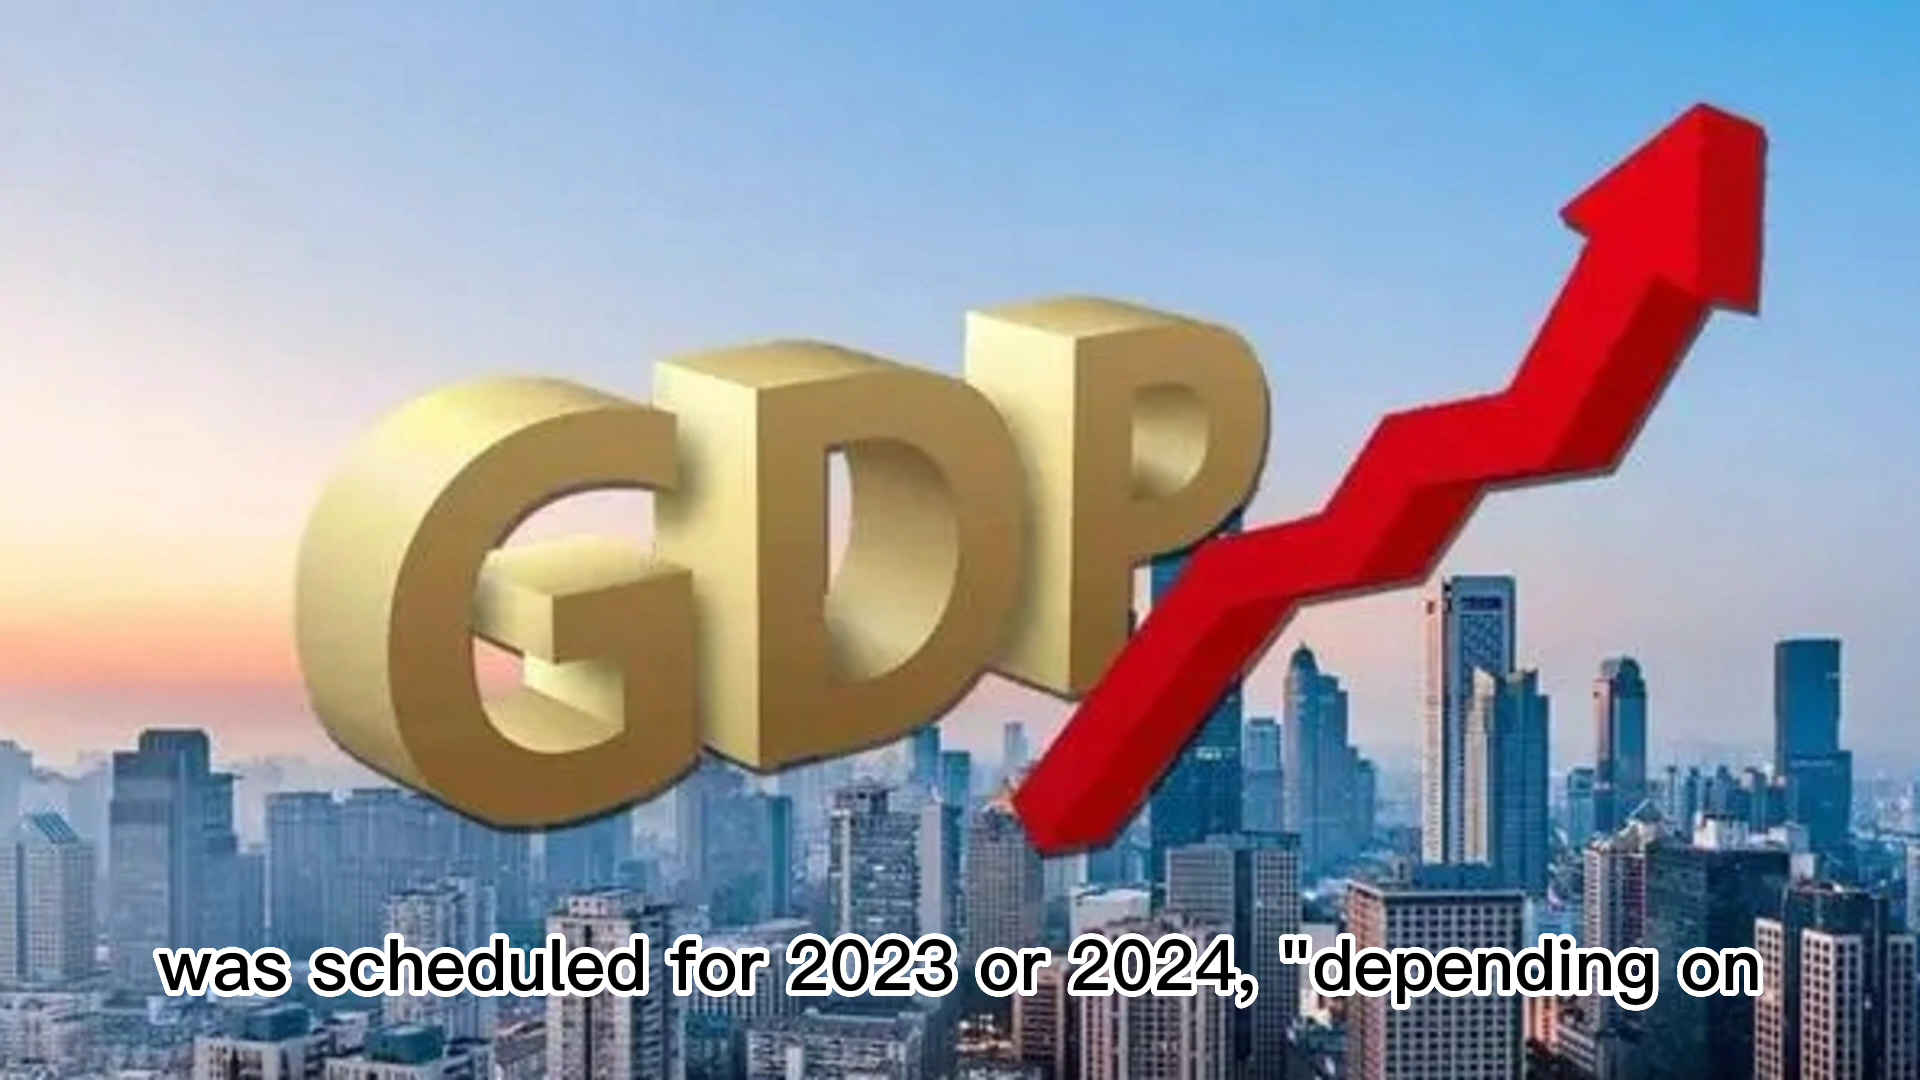 GDP
was scheduled for 2023 or 2024, "depending on